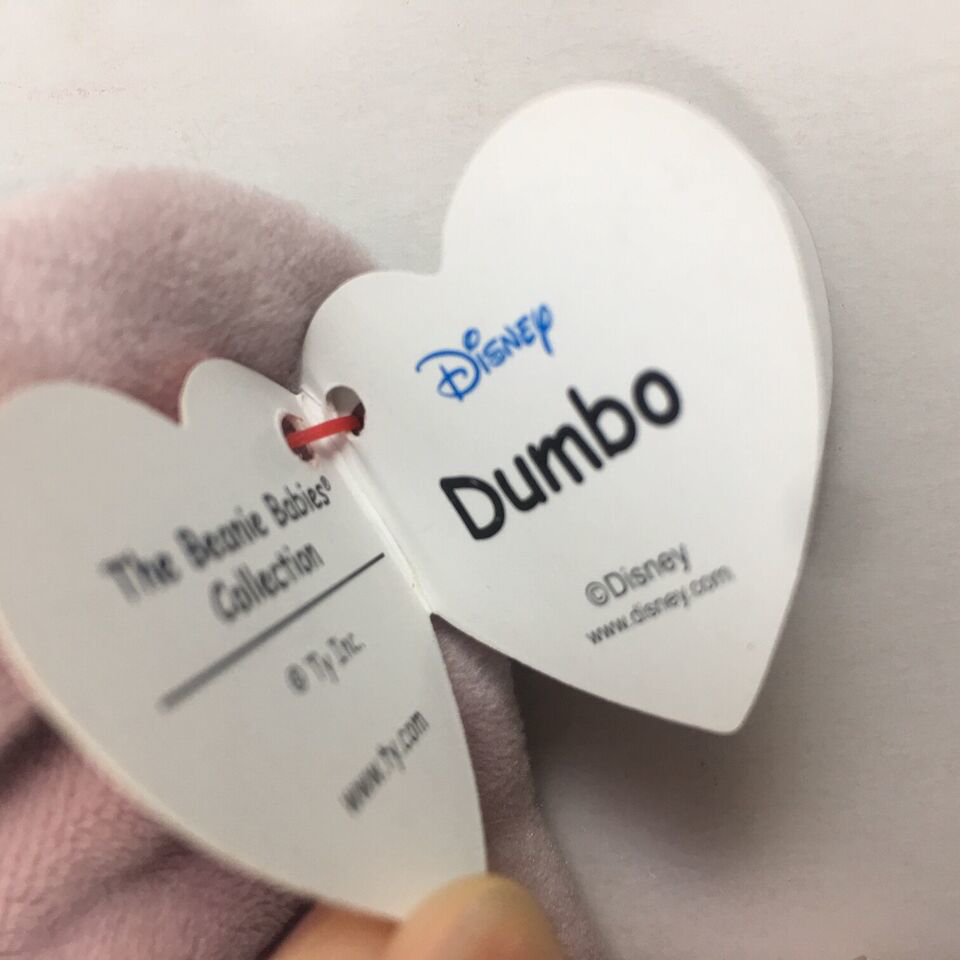 The Beanie Babies®
Collection
© Ty Inc.
www.ty.com
Disney
Dumbo
©Disney
www.disney.com